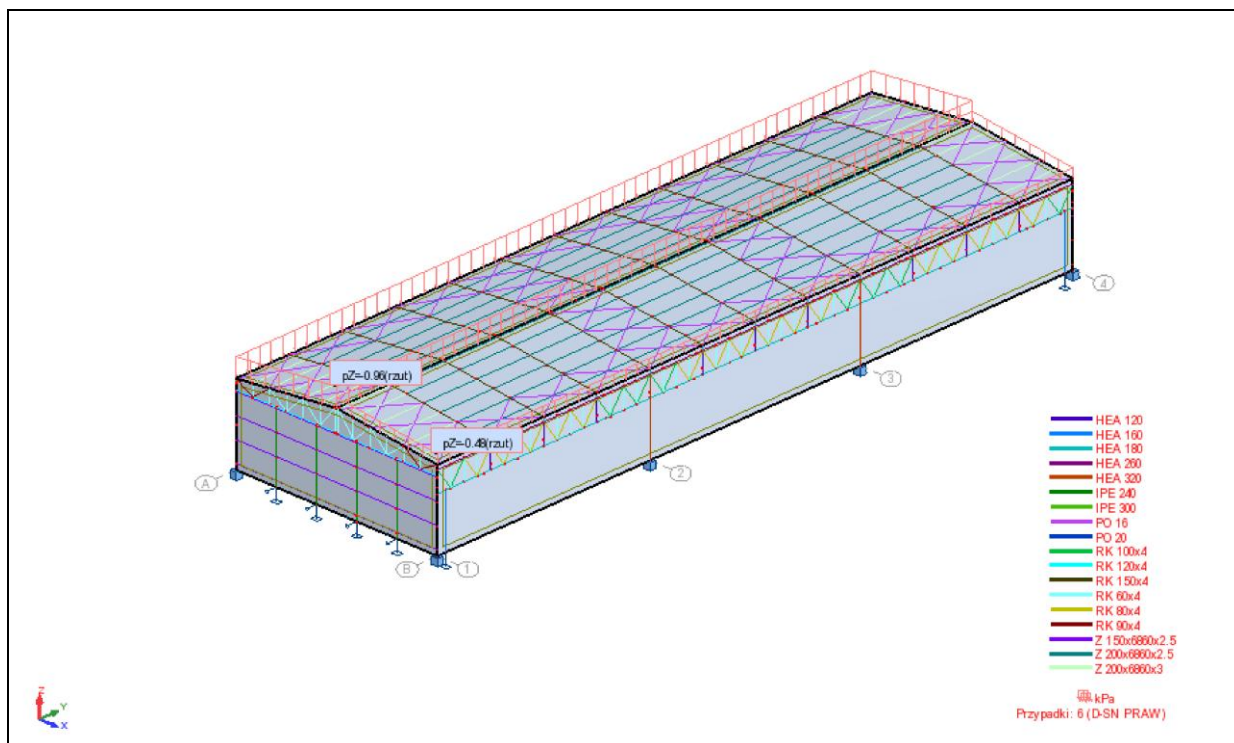 pZ=-0.96(rzut)
pZ=-0.48(rzut)
A
B
1
2
3
4
HEA 120
HEA 160
HEA 180
HEA 260
HEA 320
IPE 240
IPE 300
PO 16
PO 20
RK 100x4
RK 120x4
RK 150x4
RK 60x4
RK 80x4
RK 90x4
Z 150x6860x2.5
Z 200x6860x2.5
Z 200x6860x3
kPa
Przypadki: 6 (D-SN PRAW)
Z
Y
X